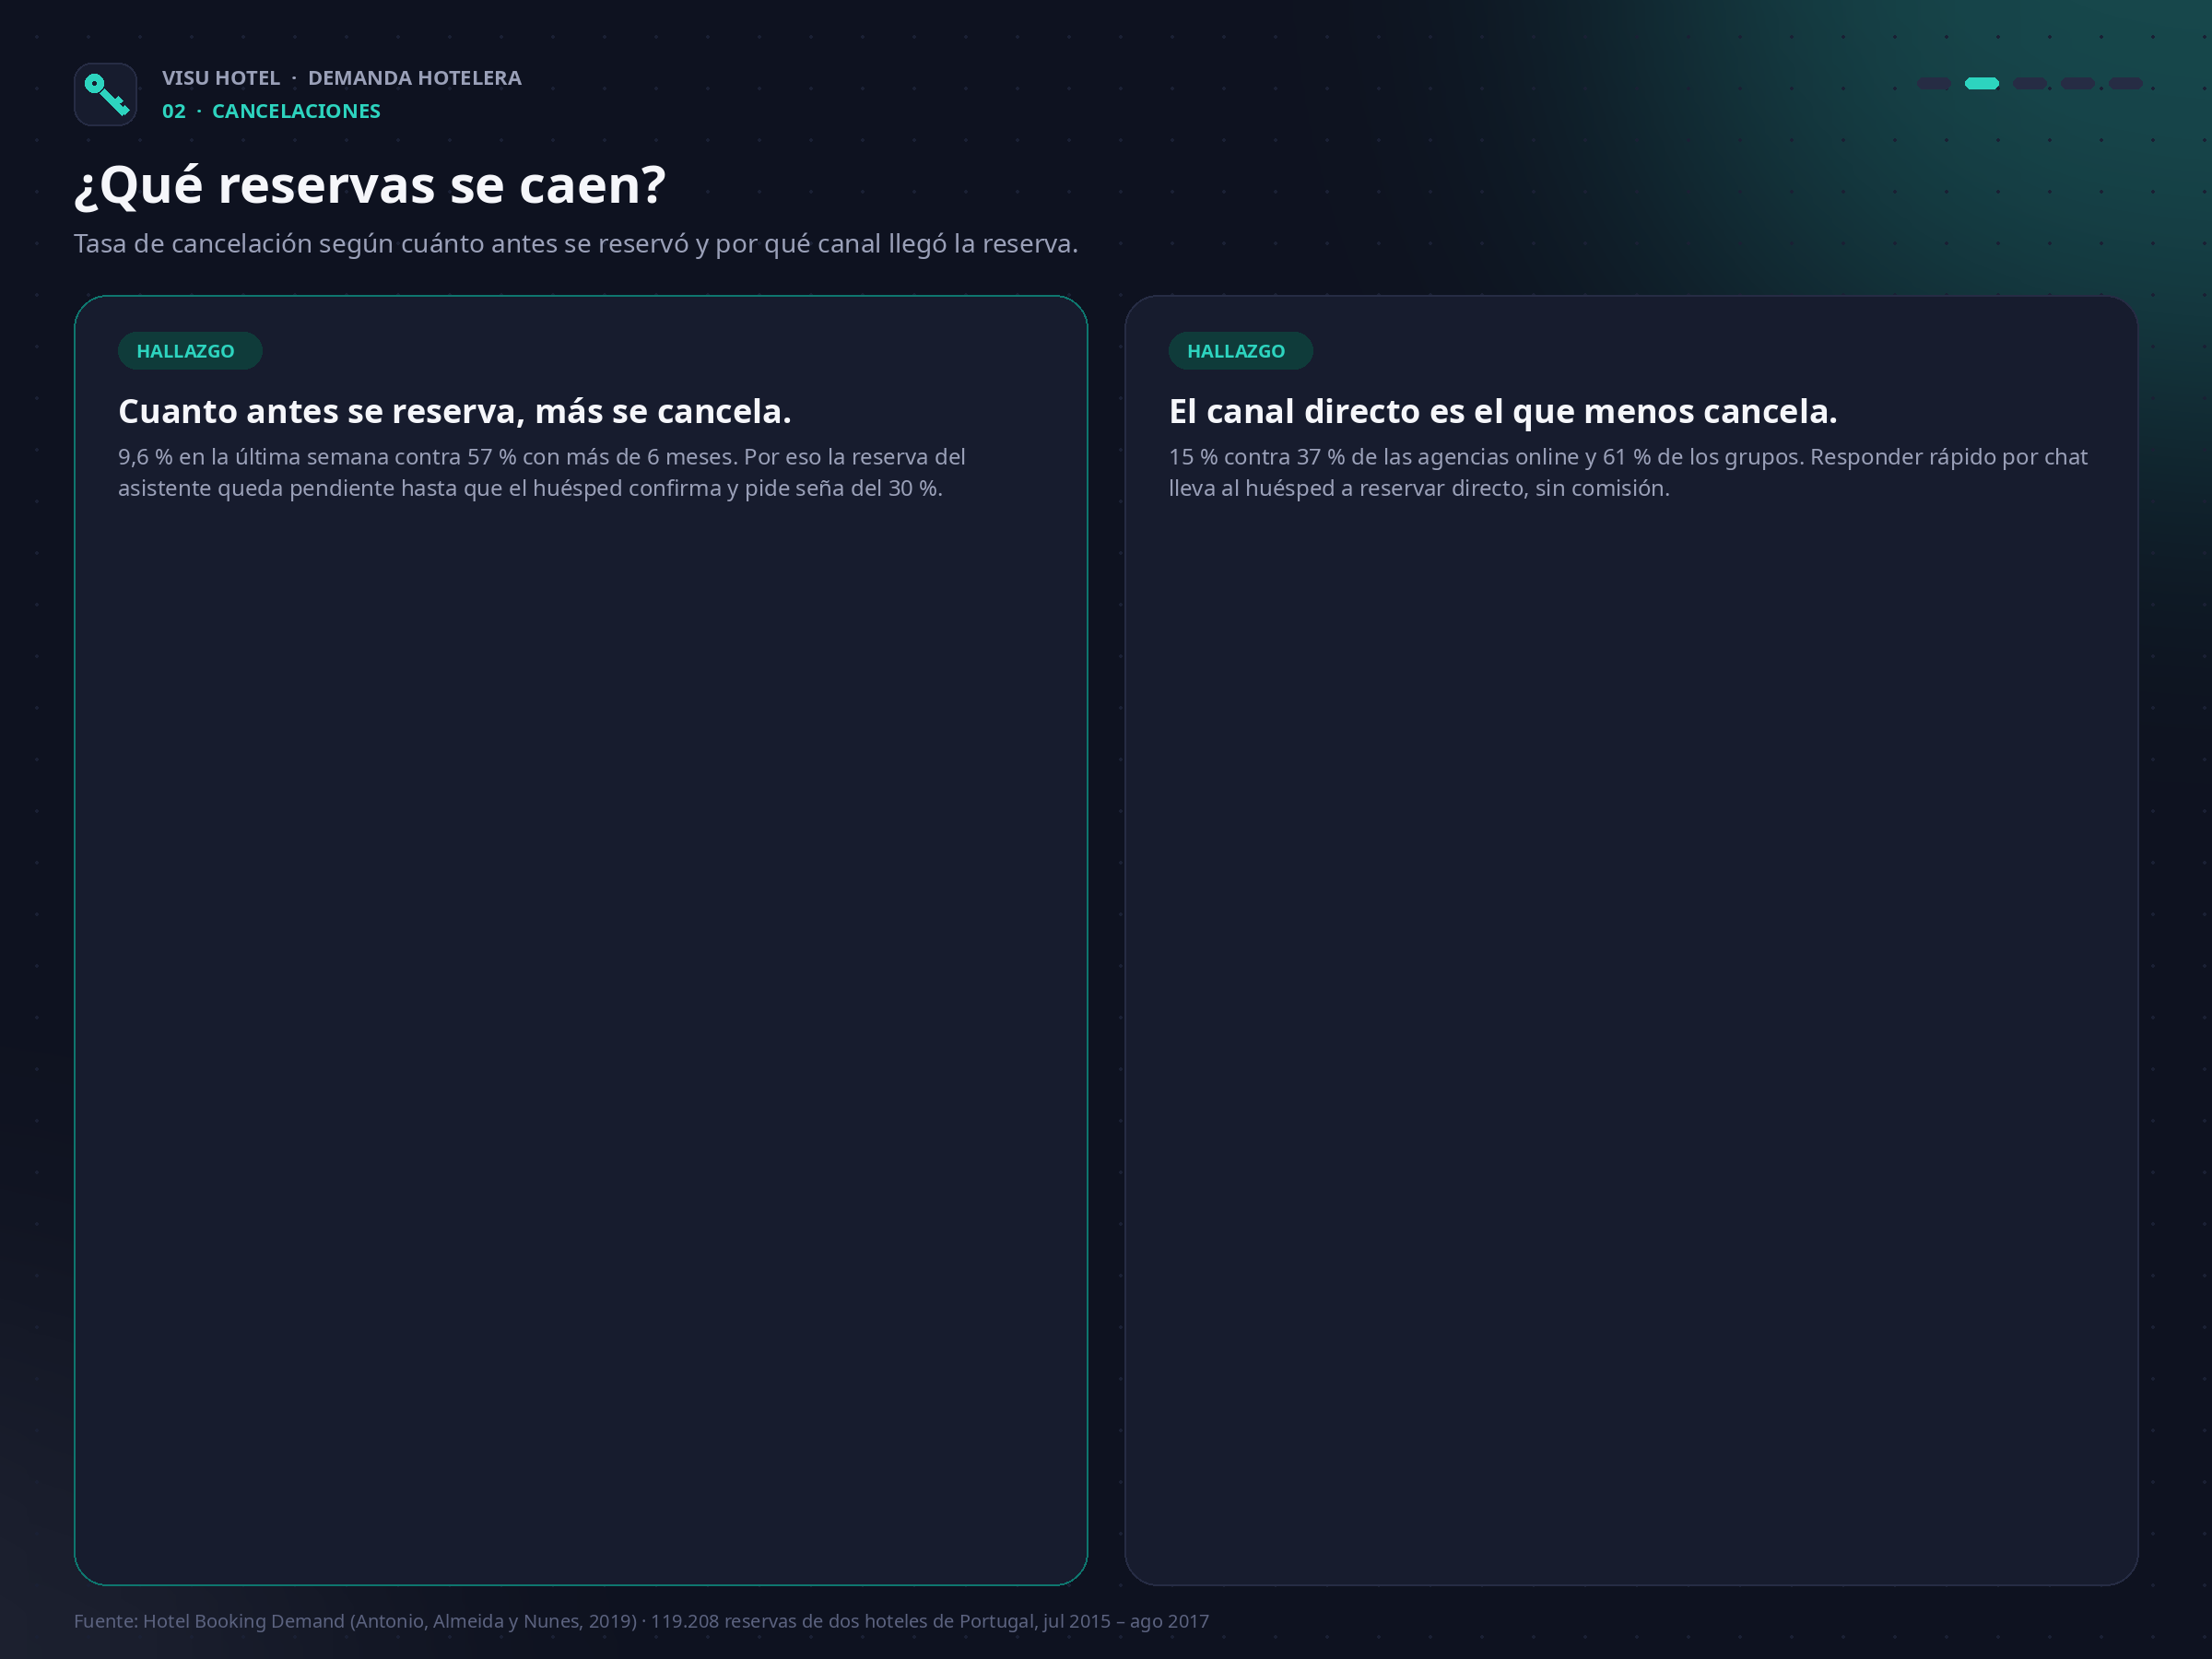 VISU HOTEL · DEMANDA HOTELERA
02 · CANCELACIONES
¿Qué reservas se caen?
Tasa de cancelación según cuánto antes se reservó y por qué canal llegó la reserva.
HALLAZGO
Cuanto antes se reserva, más se cancela.
9,6 % en la última semana contra 57 % con más de 6 meses. Por eso la reserva del
asistente queda pendiente hasta que el huésped confirma y pide seña del 30 %.
HALLAZGO
El canal directo es el que menos cancela.
15 % contra 37 % de las agencias online y 61 % de los grupos. Responder rápido por chat
lleva al huésped a reservar directo, sin comisión.
Fuente: Hotel Booking Demand (Antonio, Almeida y Nunes, 2019) · 119.208 reservas de dos hoteles de Portugal, jul 2015 – ago 2017